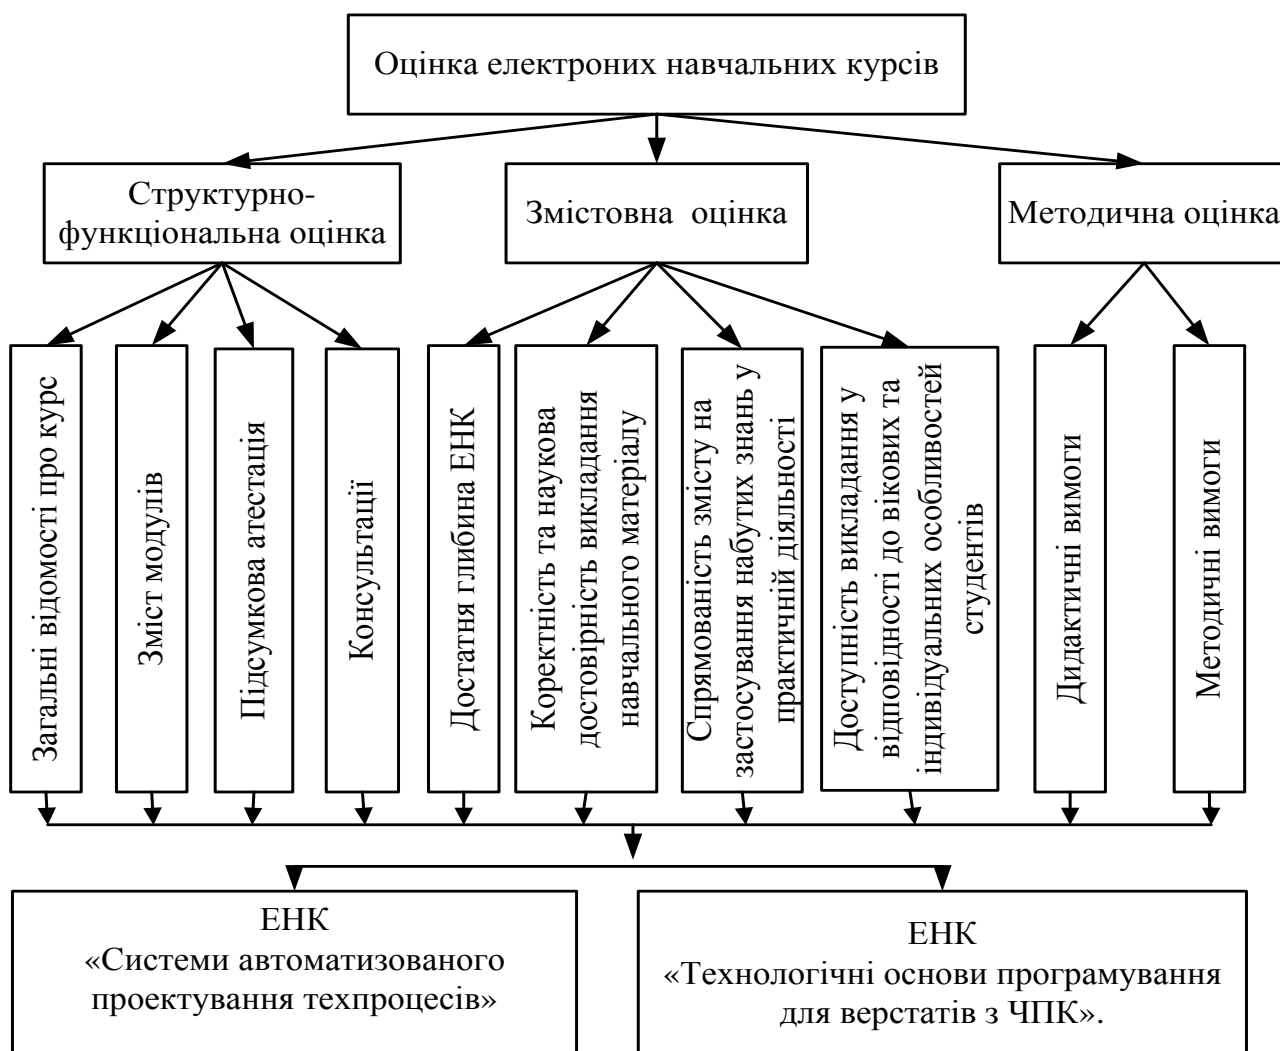 Оцінка електроних навчальних курсів
Структурно-
функціональна оцінка
Змістовна оцінка
Методична оцінка
Загальні відомості про курс
Зміст модулів
Підсумкова атестація
Консультації
Достатня глибина ЕНК
Коректність та наукова
достовірність викладання
навчального матеріалу
Спрямованість змісту на
застосування набутих знань у
практичній діяльності
Доступність викладання у
відповідності до вікових та
індивідуальних особливостей
студентів
Дидактичні вимоги
Методичні вимоги
ЕНК
«Системи автоматизованого
проектування техпроцесів»
ЕНК
«Технологічні основи програмування
для верстатів з ЧПК».